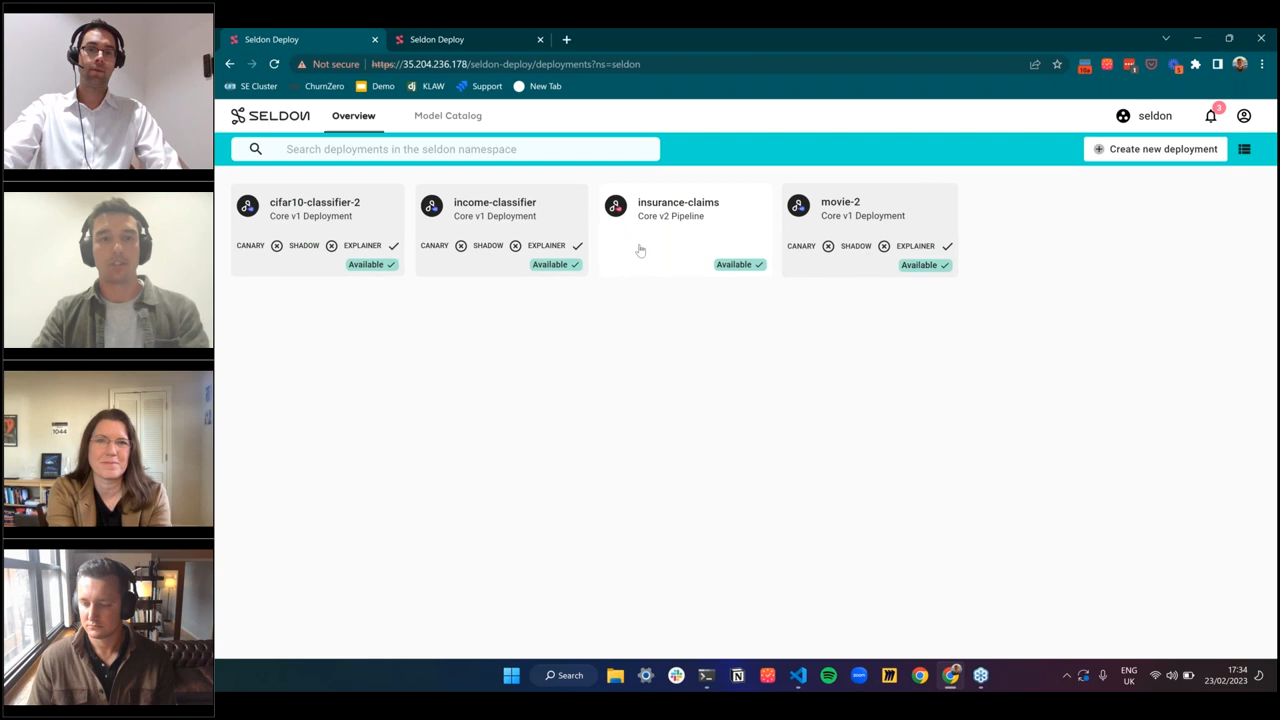 Seldon Deploy
Seldon Deploy
Not secure https://35.204.236.178/seldon-deploy/deployments?ns=seldon
SE Cluster ChurnZero Demo KLAW Support New Tab
SELDON Overview Model Catalog seldon 3
Search deployments in the seldon namespace
Create new deployment
cifar10-classifier-2
Core v1 Deployment
CANARY SHADOW EXPLAINER
Available
income-classifier
Core v1 Deployment
CANARY SHADOW EXPLAINER
Available
insurance-claims
Core v2 Pipeline
Available
movie-2
Core v1 Deployment
CANARY SHADOW EXPLAINER
Available
1044
Search
ENG
UK
17:34
23/02/2023